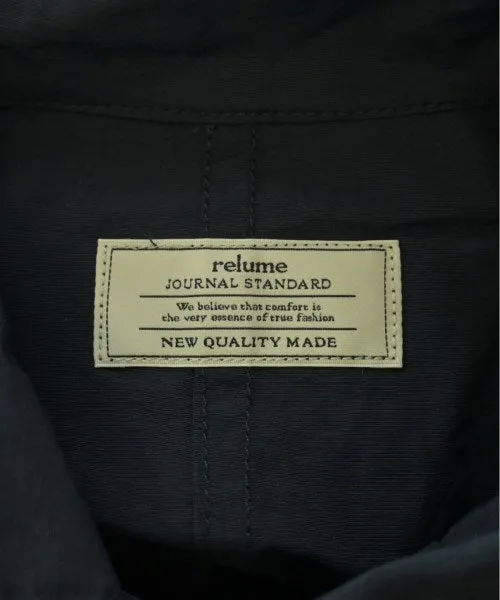 relume
JOURNAL STANDARD
We believe that comfort is
the very essence of true fashion
NEW QUALITY MADE